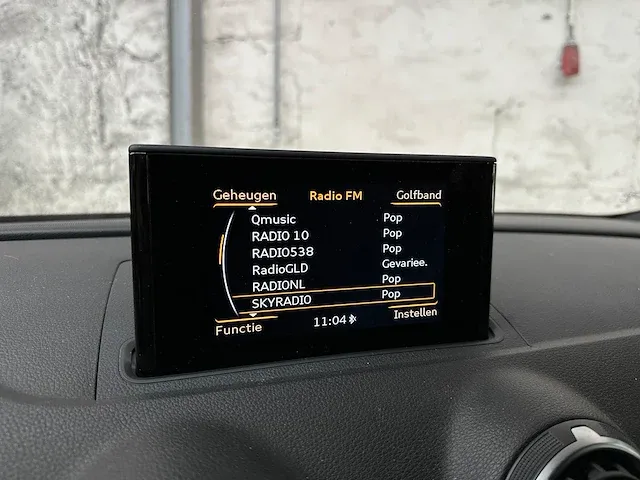 Geheugen Radio FM Golfband
Qmusic Pop
RADIO 10 Pop
RADIO538 Pop
RadioGLD Gevariee.
RADIONL Pop
SKYRADIO Pop
Functie 11:04 Instellen